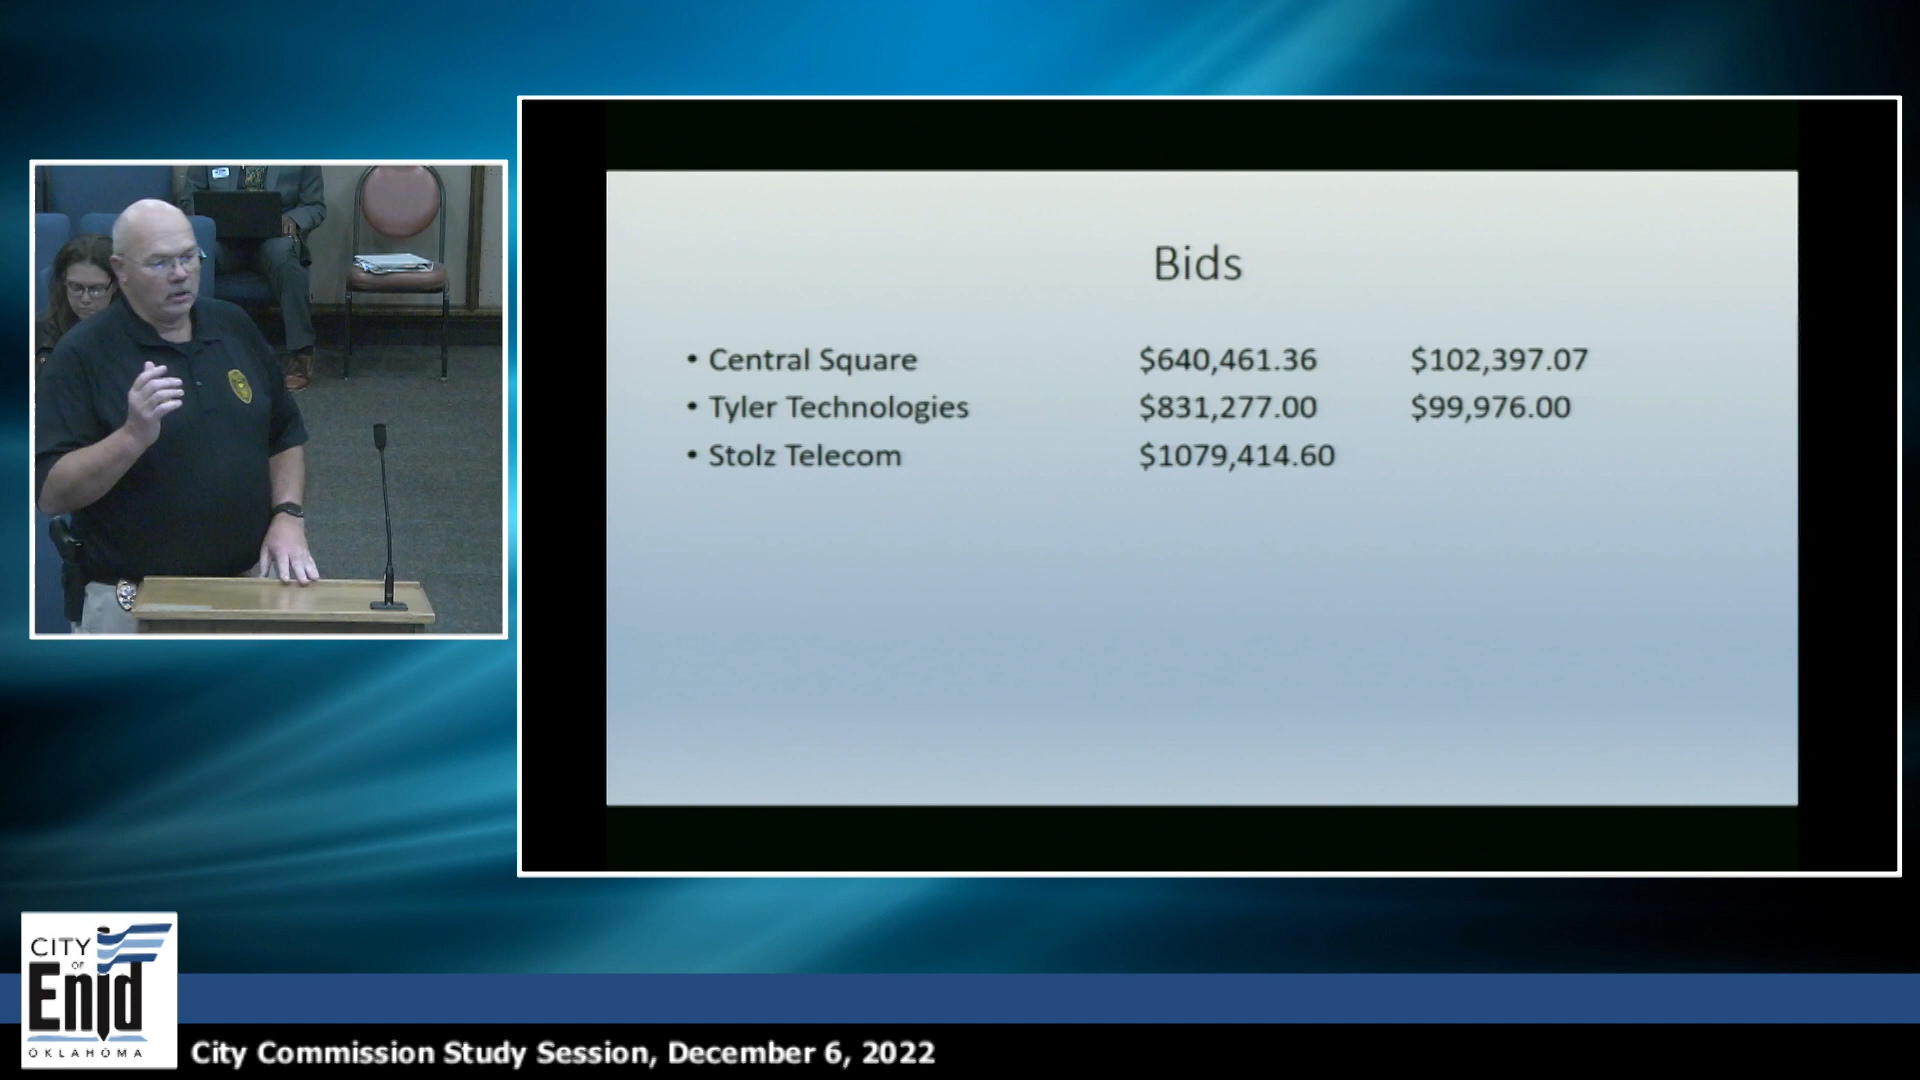 Bids
• Central Square $640,461.36 $102,397.07
• Tyler Technologies $831,277.00 $99,976.00
• Stolz Telecom $1079,414.60
CITY
OF
Enid
OKLAHOMA
City Commission Study Session, December 6, 2022